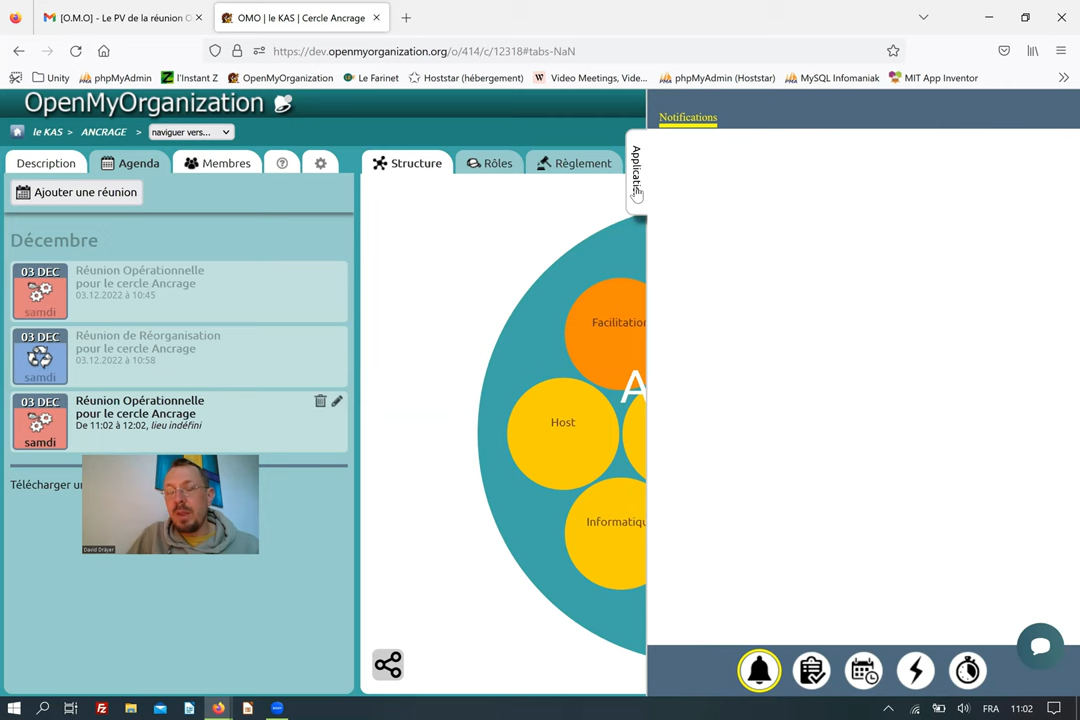 [O.M.O] - Le PV de la réunion O
OMO | le KAS | Cercle Ancrage
https://dev.openmyorganization.org/o/414/c/12318#tabs-NaN
Unity
phpMyAdmin
l'Instant Z
OpenMyOrganization
Le Farinet
Hoststar (hébergement)
Video Meetings, Vide...
phpMyAdmin (Hoststar)
MySQL Infomaniak
MIT App Inventor
OpenMyOrganization
Notifications
le KAS > ANCRAGE > naviguer vers...
Description
Agenda
Membres
Structure
Rôles
Règlement
Ajouter une réunion
Décembre
03 DEC
samdi
Réunion Opérationnelle
pour le cercle Ancrage
03.12.2022 à 10:45
03 DEC
samdi
Réunion de Réorganisation
pour le cercle Ancrage
03.12.2022 à 10:58
03 DEC
samdi
Réunion Opérationnelle
pour le cercle Ancrage
De 11:02 à 12:02, lieu indéfini
Télécharger
David Dräyer
Facilitation
A
Host
Informatiqu
FRA
11:02